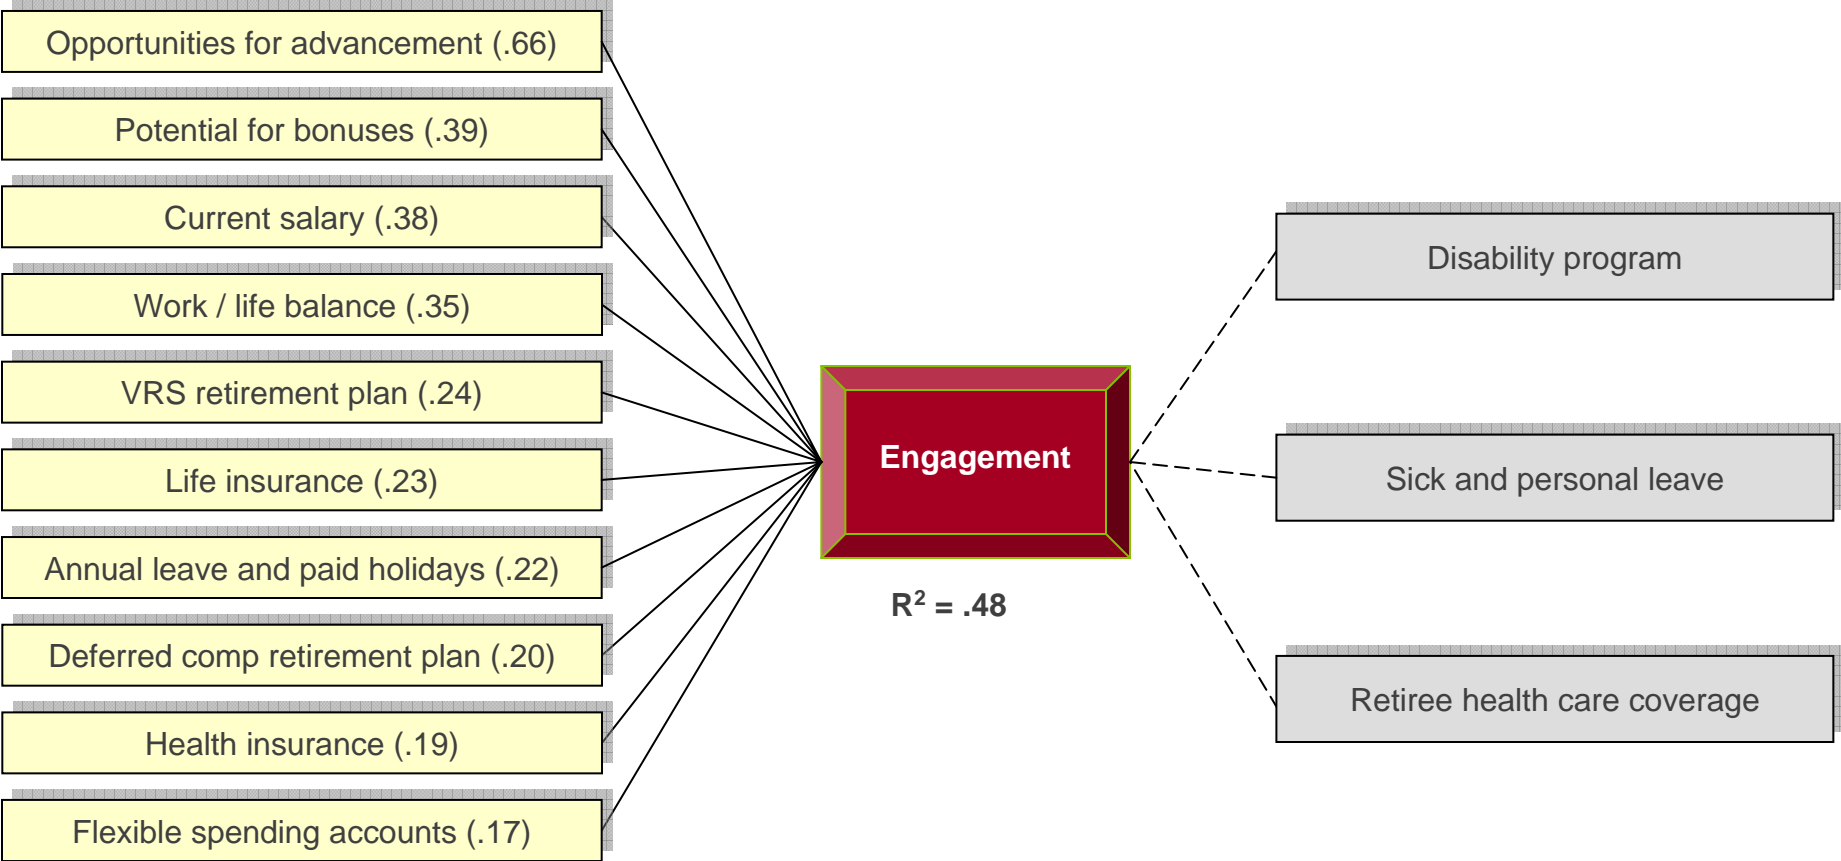 Opportunities for advancement (.66)
Potential for bonuses (.39)
Current salary (.38)
Work / life balance (.35)
VRS retirement plan (.24)
Life insurance (.23)
Annual leave and paid holidays (.22)
Deferred comp retirement plan (.20)
Health insurance (.19)
Flexible spending accounts (.17)
Engagement
R² = .48
Disability program
Sick and personal leave
Retiree health care coverage